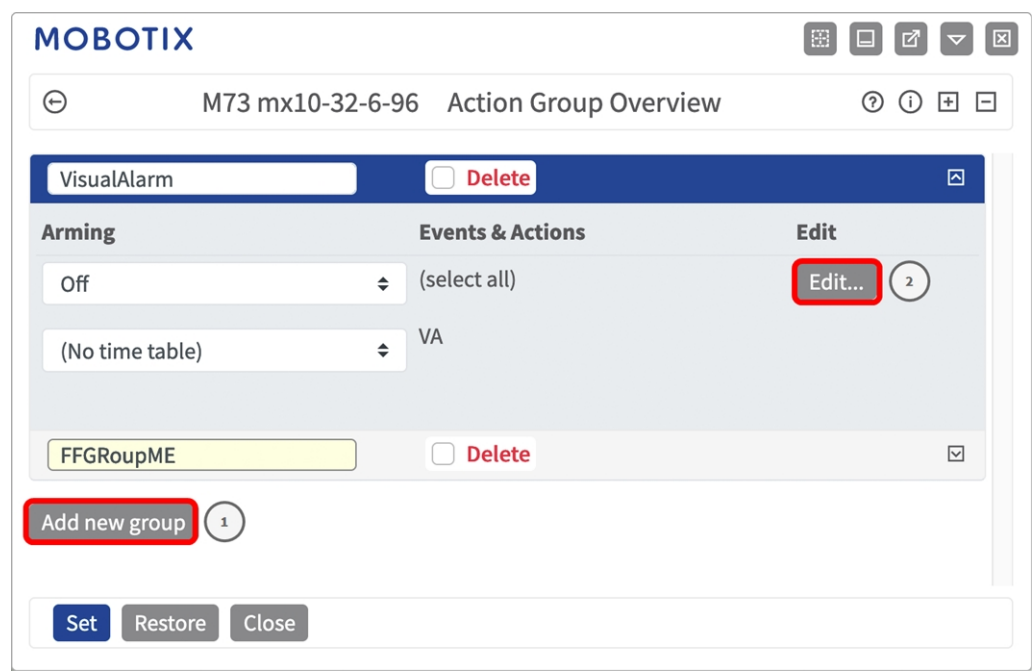 MOBOTIX
M73 mx10-32-6-96 Action Group Overview
VisualAlarm Delete
Arming Events & Actions Edit
Off (select all) Edit... 2
(No time table) VA
FFGRoupME Delete
Add new group 1
Set Restore Close